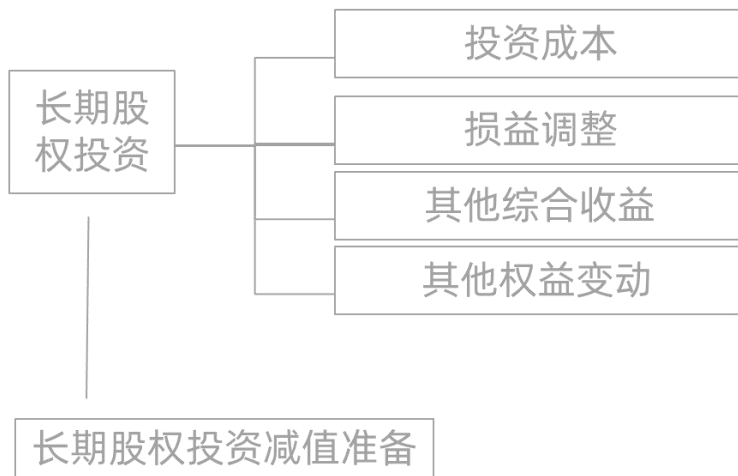 投资成本
长期股
权投资
损益调整
其他综合收益
其他权益变动
长期股权投资减值准备